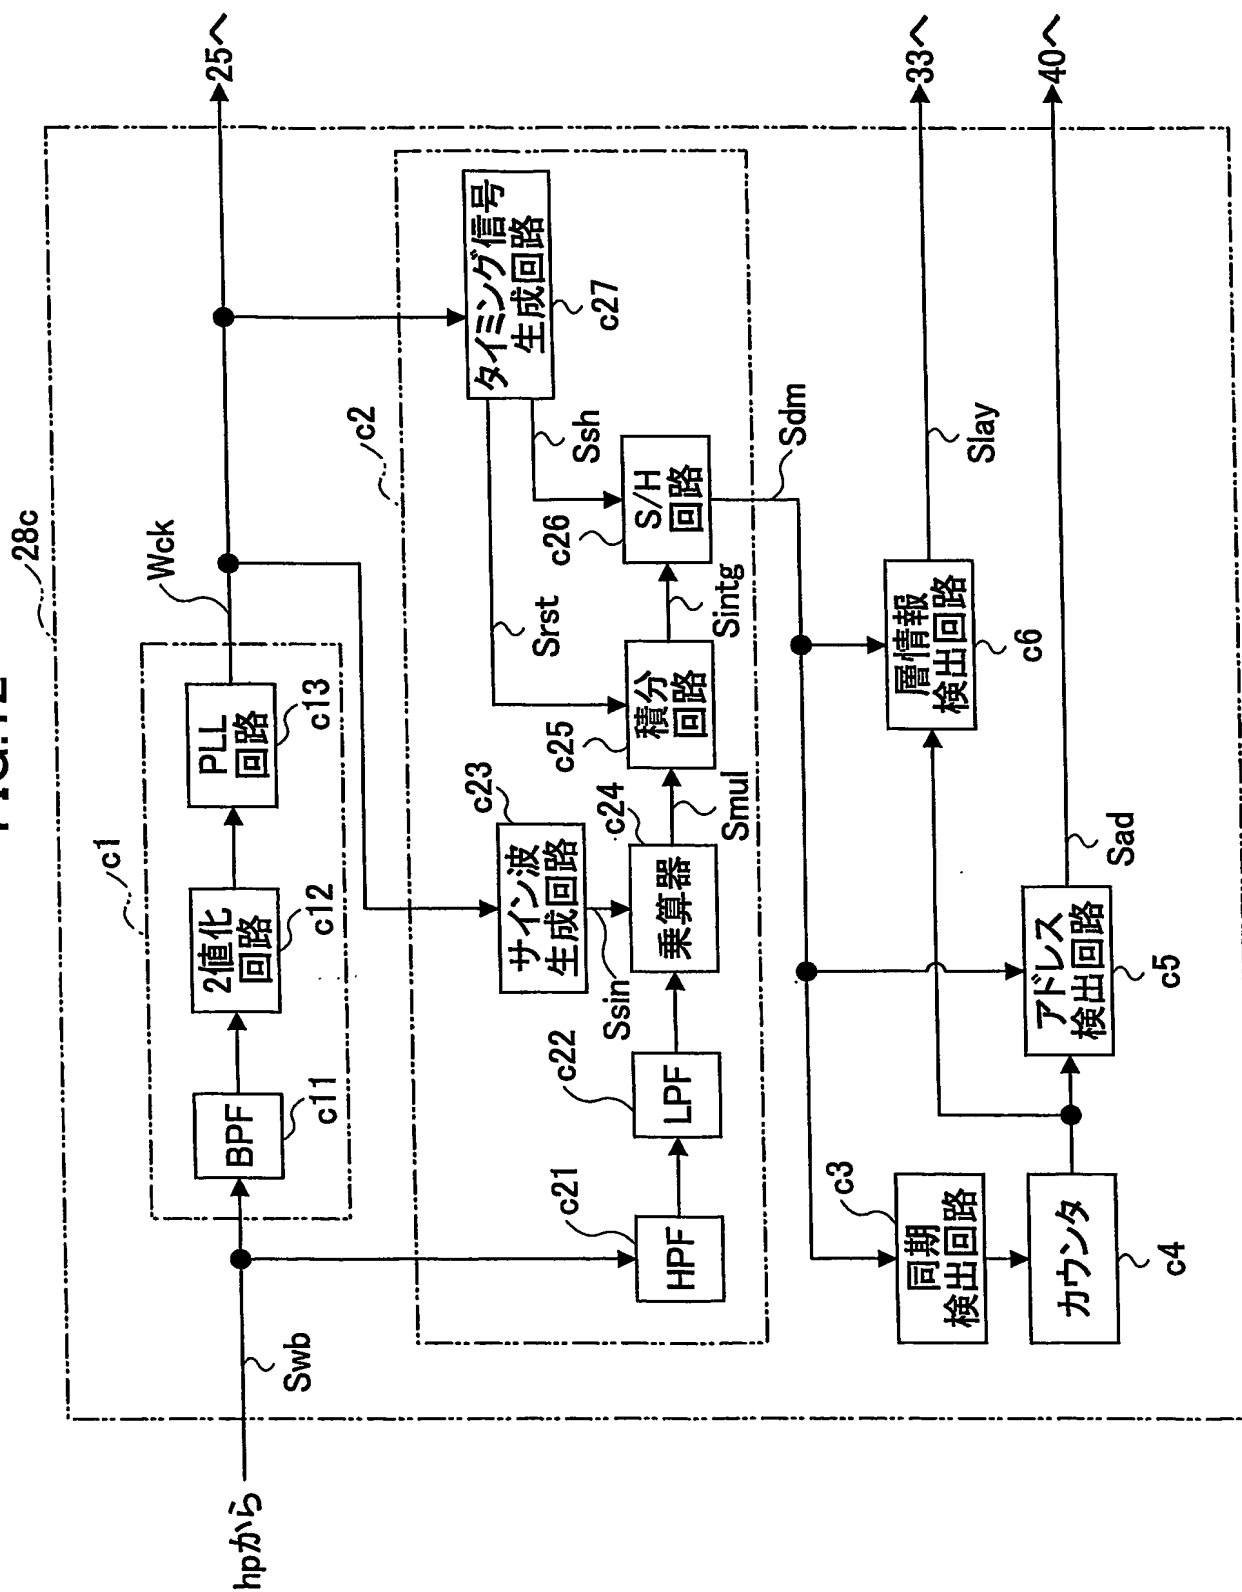 28c
c1
Wck
25へ
BPF
c11
2値化
回路
c12
PLL
回路
c13
hpから
Swb
c2
タイミング信号
生成回路
c27
Srst
Ssh
サイン波
生成回路
c23
Ssin
HPF
c21
LPF
c22
乗算器
c24
Smul
積分
回路
c25
Sintg
S/H
回路
c26
Sdm
同期
検出回路
c3
カウンタ
c4
アドレス
検出回路
c5
Sad
40へ
層情報
検出回路
c6
Slay
33へ